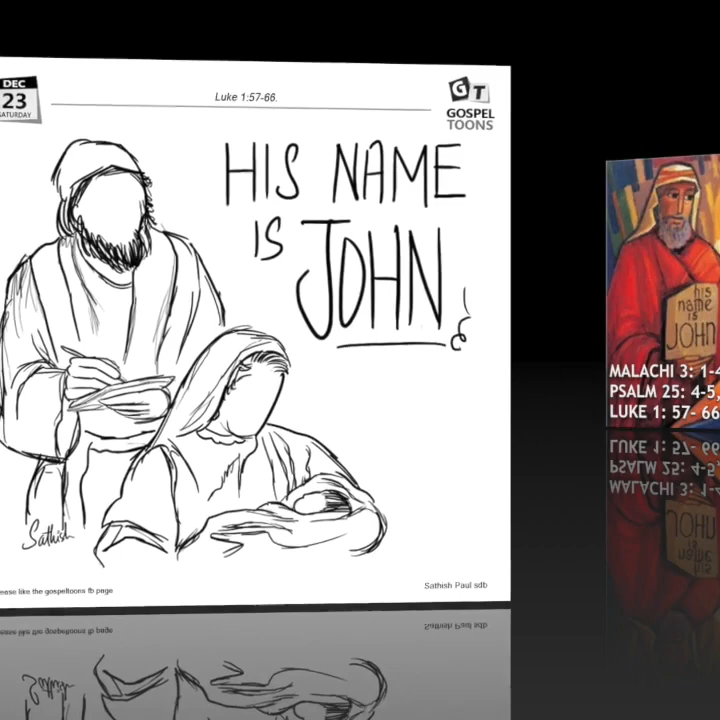 DEC
23
SATURDAY
Luke 1:57-66.
GT
GOSPEL
TOONS
HIS NAME
IS JOHN
Sathish
ease like the gospeltoons fb page
Sathish Paul sdb
his
name
is
JOHN
MALACHI 3: 1-4
PSALM 25: 4-5,
LUKE 1: 57- 66